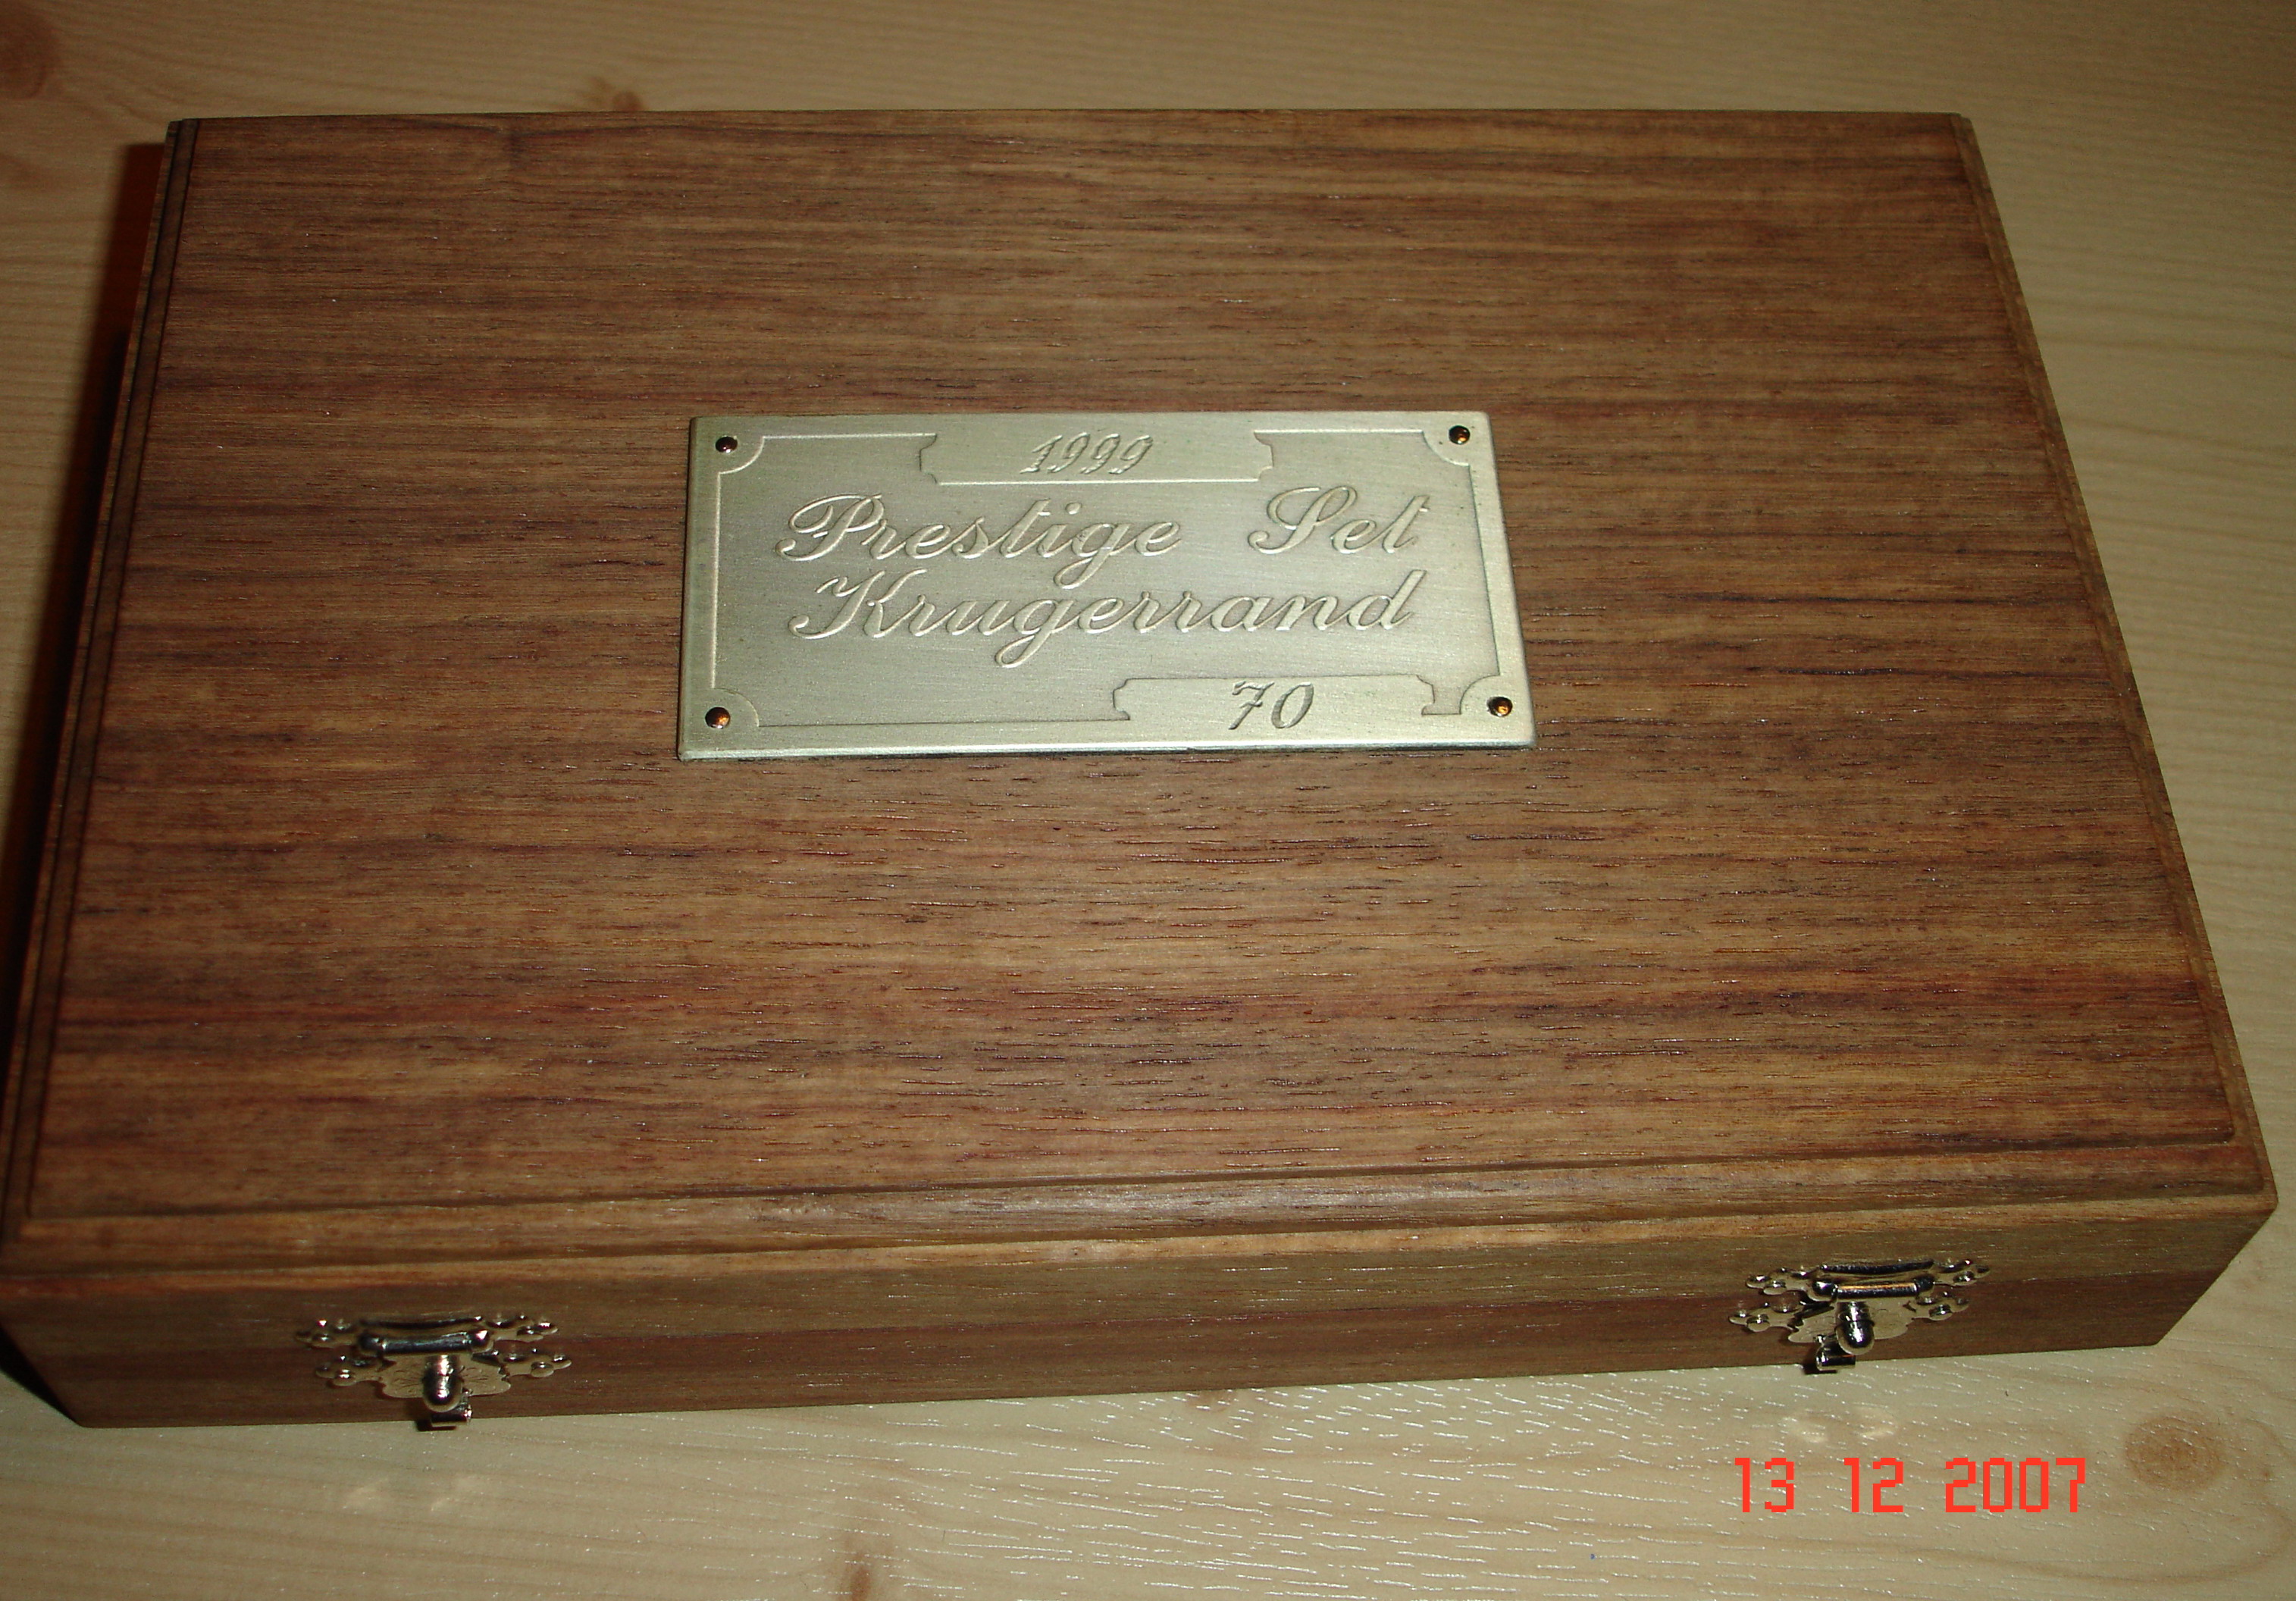 1999
Prestige Set
Krugerrand
70
13 12 2007